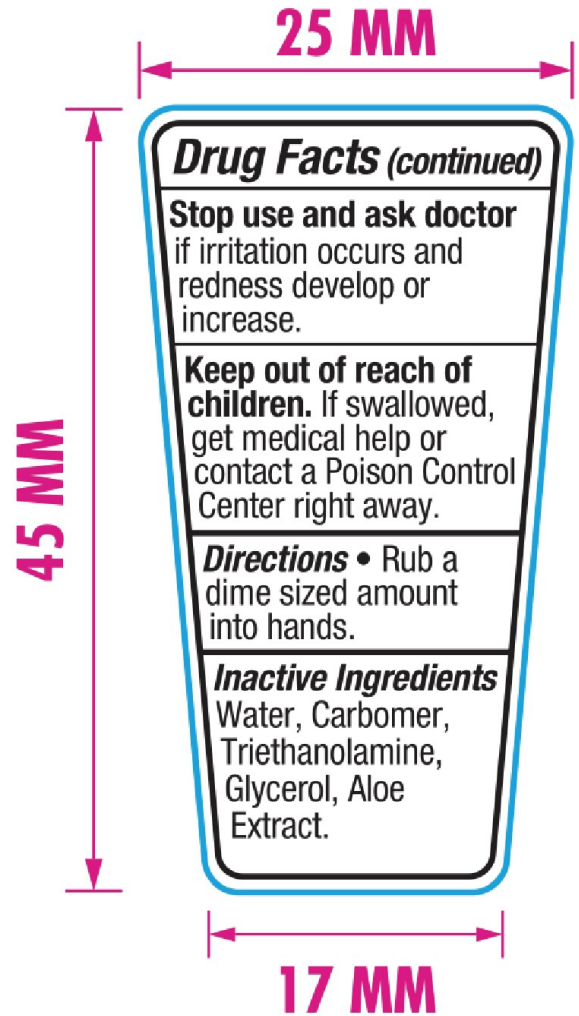 25 MM
Drug Facts (continued)
Stop use and ask doctor
if irritation occurs and
redness develop or
increase.
Keep out of reach of
children. If swallowed,
get medical help or
contact a Poison Control
Center right away.
Directions • Rub a
dime sized amount
into hands.
Inactive Ingredients
Water, Carbomer,
Triethanolamine,
Glycerol, Aloe
Extract.
45 MM
17 MM